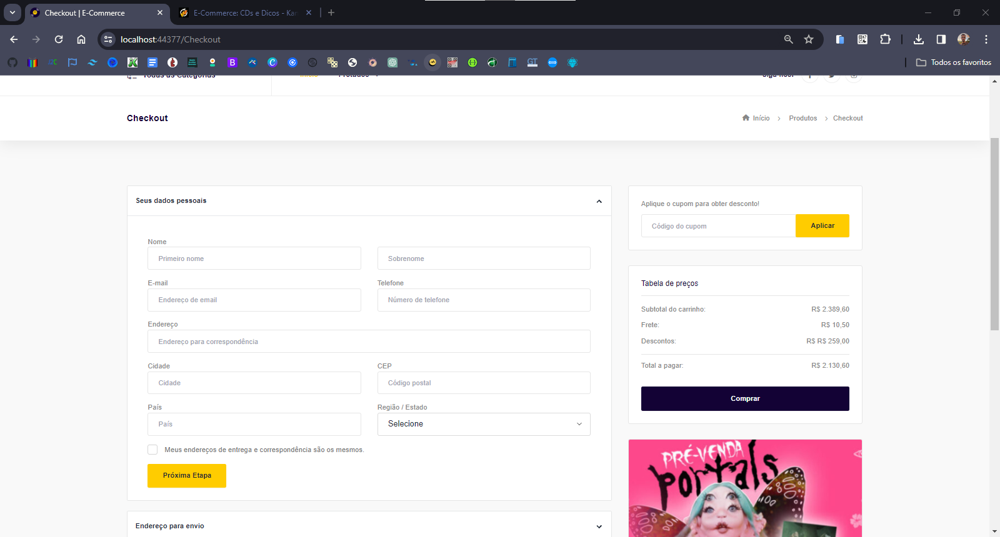 Checkout | E-Commerce
E-Commerce: CDs e Dicos - Kan
localhost:44377/Checkout
Todos os favoritos
Todas as Categorias
Início
Siga-nos:
Checkout
Início
Produtos
Checkout
Seus dados pessoais
Nome
Primeiro nome
Sobrenome
E-mail
Telefone
Endereço de email
Número de telefone
Endereço
Endereço para correspondência
Cidade
CEP
Cidade
Código postal
País
Região / Estado
País
Selecione
Meus endereços de entrega e correspondência são os mesmos.
Próxima Etapa
Endereço para envio
Aplique o cupom para obter desconto!
Código do cupom
Aplicar
Tabela de preços
Subtotal do carrinho: R$ 2.389,60
Frete: R$ 10,50
Descontos: R$ R$ 259,00
Total a pagar: R$ 2.130,60
Comprar
PRÉ-VENDA
portals